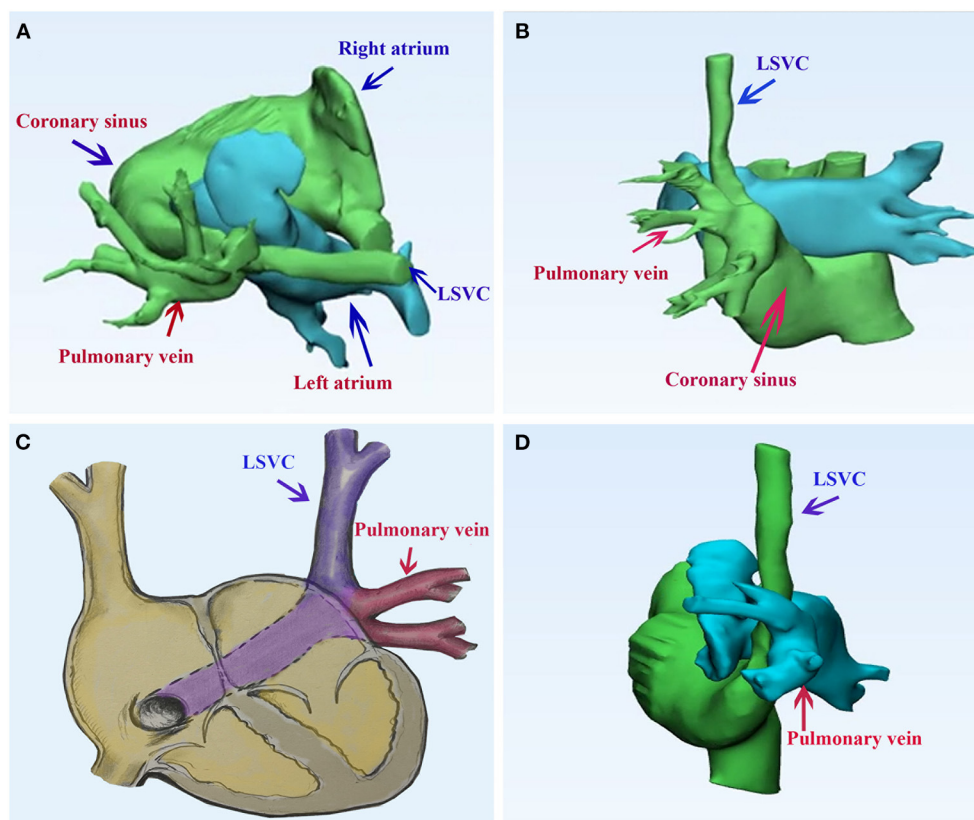 A
Right atrium
Coronary sinus
LSVC
Pulmonary vein
Left atrium
B
LSVC
Pulmonary vein
Coronary sinus
C
LSVC
Pulmonary vein
D
LSVC
Pulmonary vein